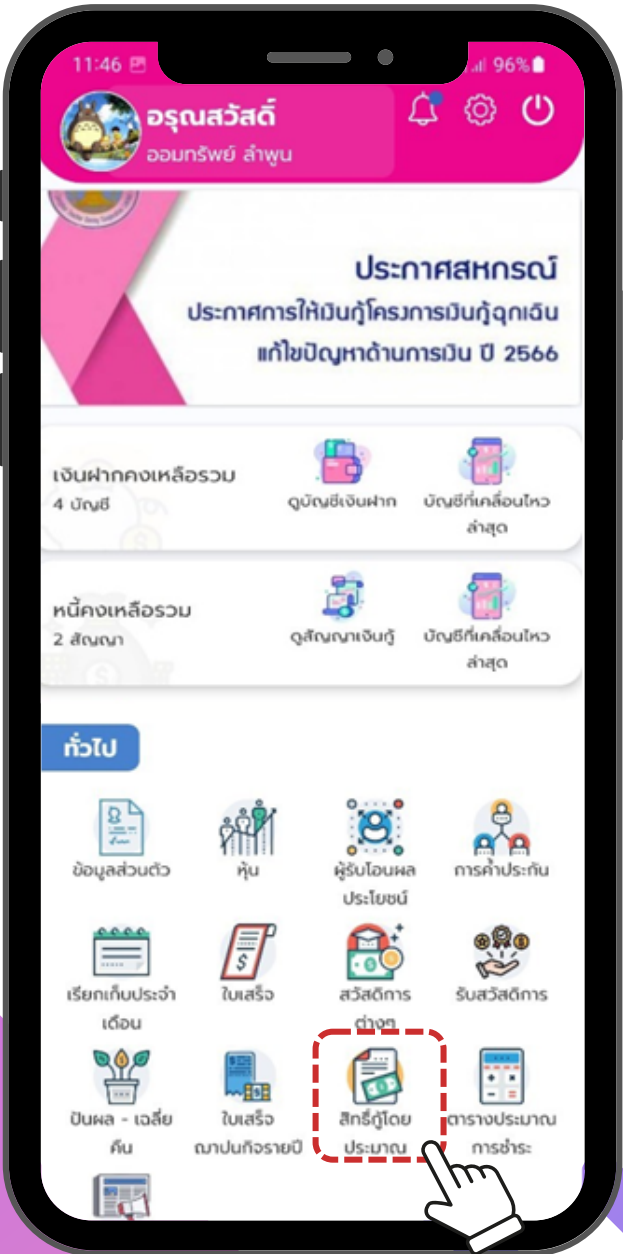 11:46
96%
อรุณสวัสดิ์
ออมทรัพย์ ลำพูน
ประกาศสหกรณ์
ประกาศการให้เงินกู้โครงการเงินกู้ฉุกเฉิน
แก้ไขปัญหาด้านการเงิน ปี 2566
เงินฝากคงเหลือรวม
4 บัญชี
ดูบัญชีเงินฝาก
บัญชีที่เคลื่อนไหว
ล่าสุด
หนี้คงเหลือรวม
2 สัญญา
ดูสัญญาเงินกู้
บัญชีที่เคลื่อนไหว
ล่าสุด
ทั่วไป
ข้อมูลส่วนตัว
หุ้น
ผู้รับโอนผล
ประโยชน์
การค้ำประกัน
เรียกเก็บประจำ
เดือน
ใบเสร็จ
สวัสดิการ
ต่างๆ
รับสวัสดิการ
ปันผล - เฉลี่ย
คืน
ใบเสร็จ
ฌาปนกิจรายปี
สิทธิ์กู้โดย
ประมาณ
ตารางประมาณ
การชำระ